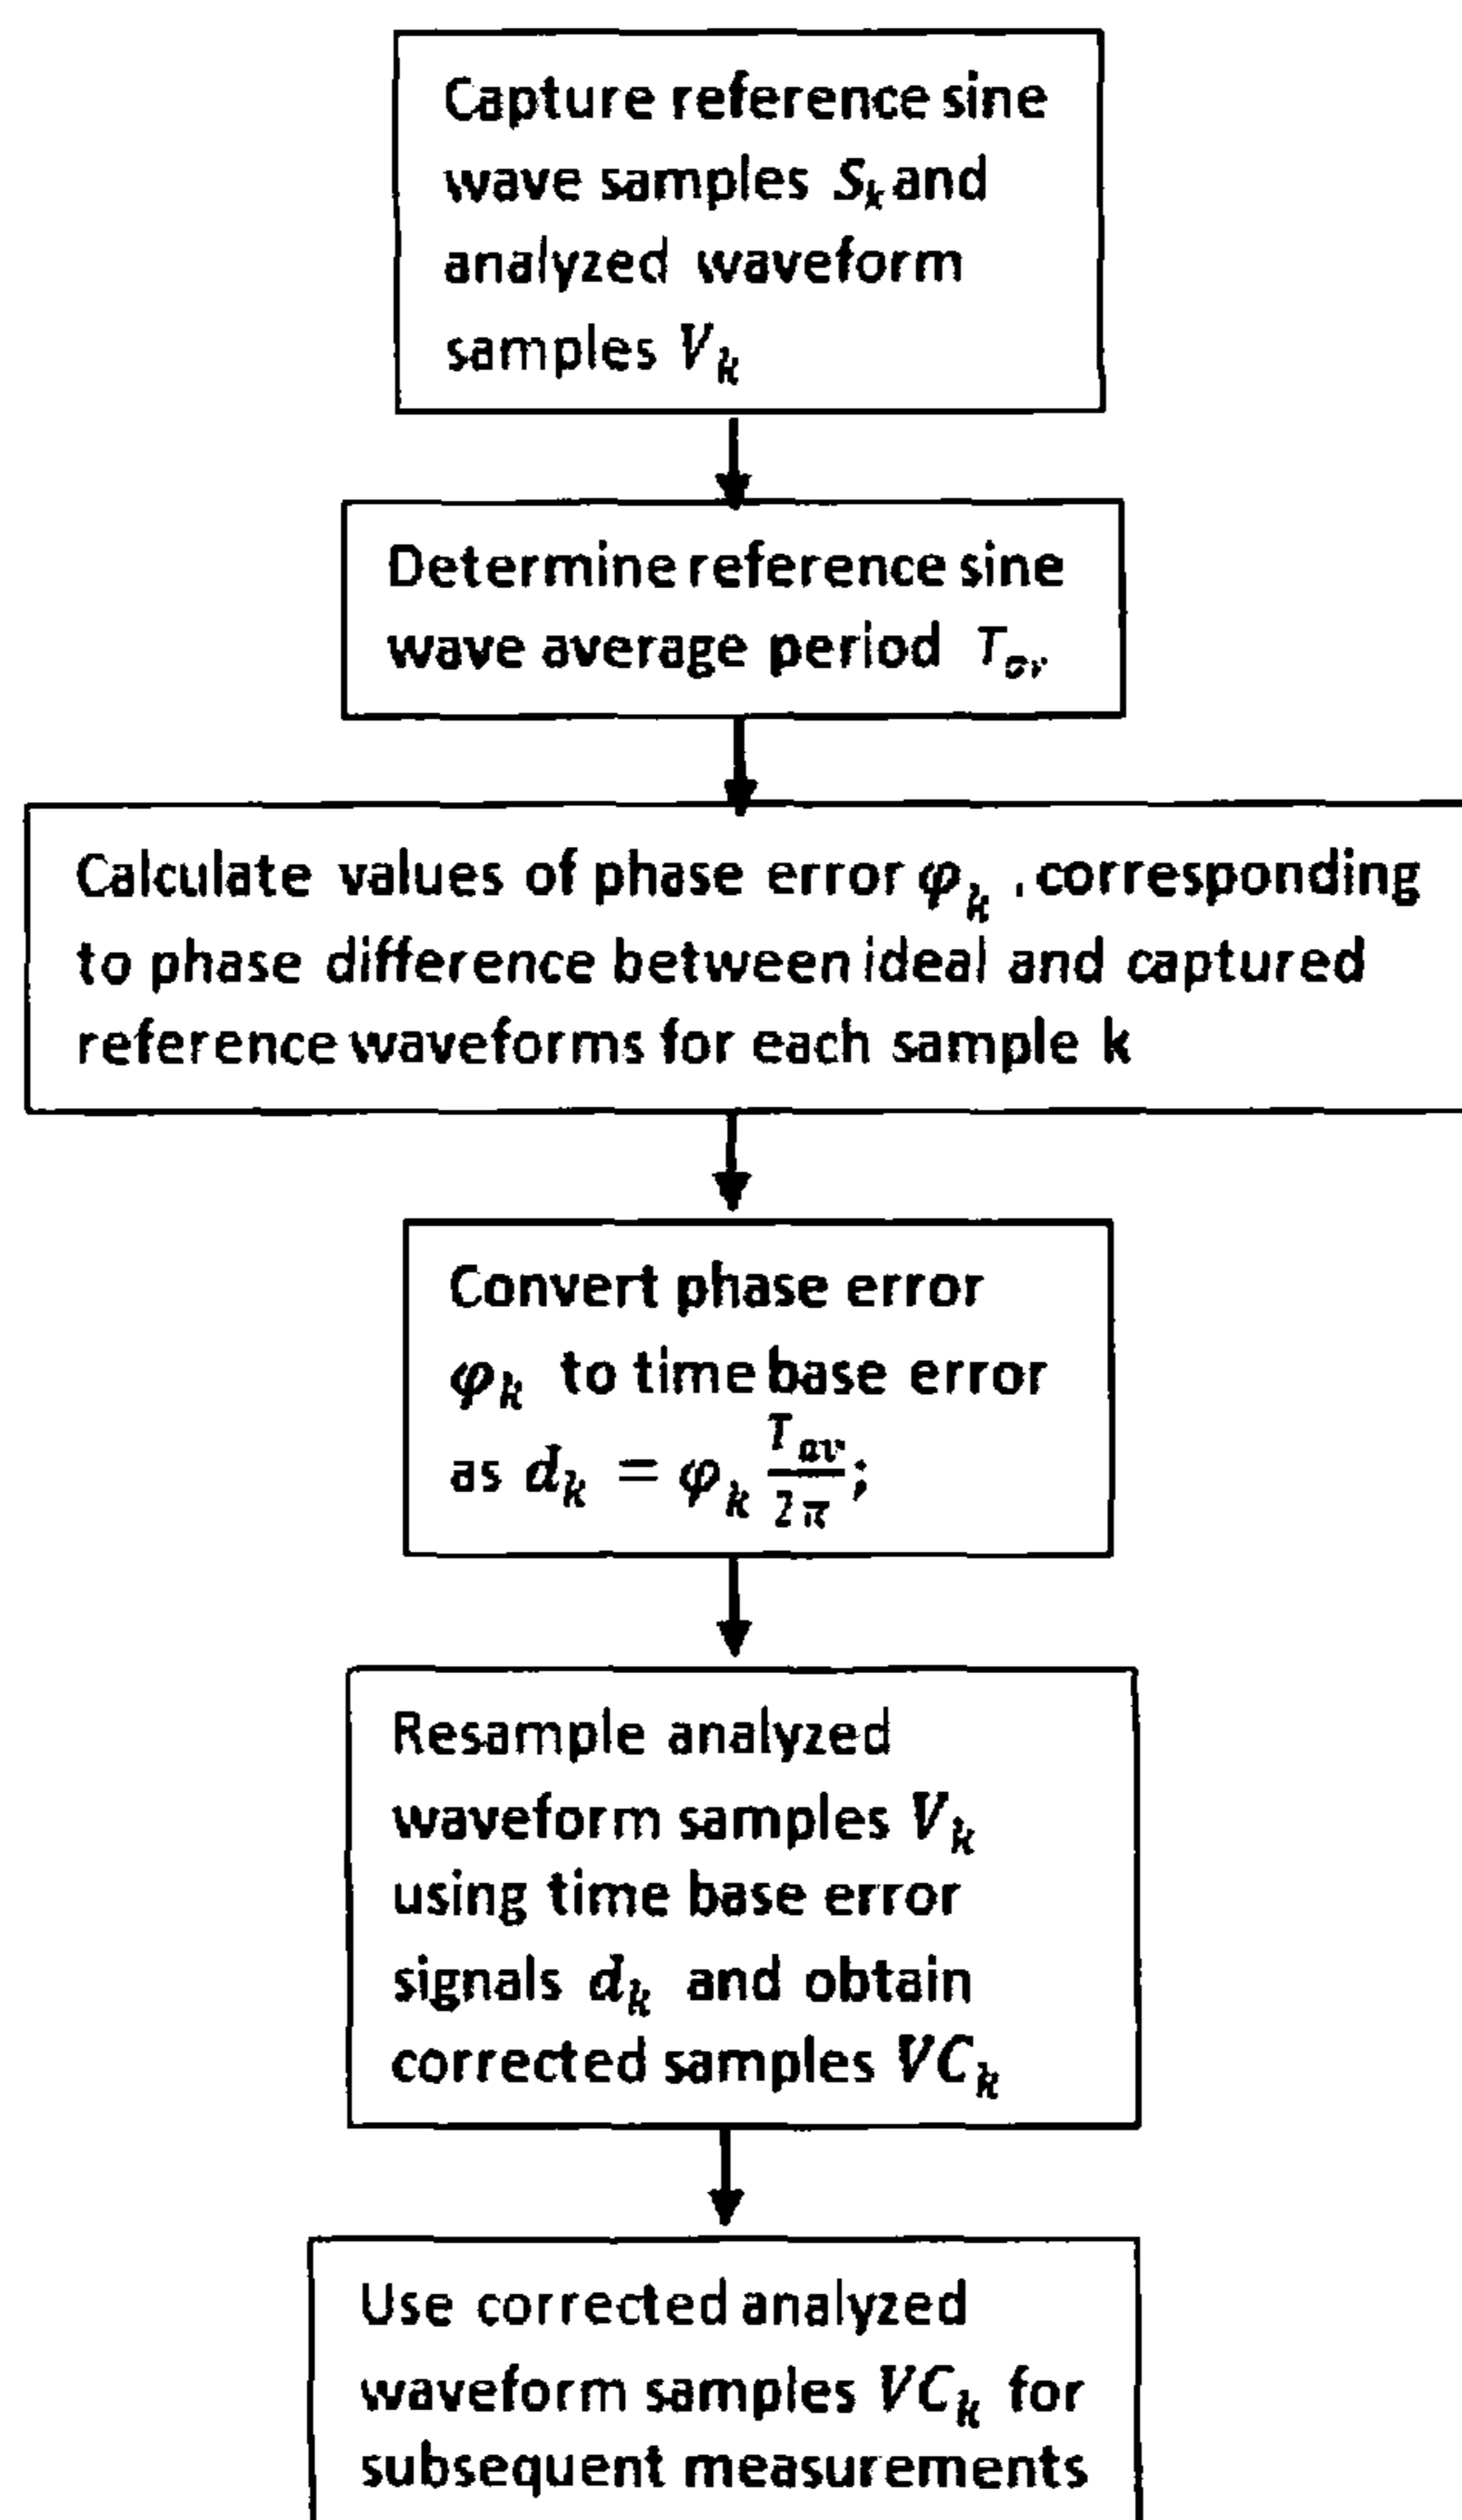 Capture reference sine
wave samples Sₖ and
analyzed waveform
samples Vₖ
Determine reference sine
wave average period T_av
Calculate values of phase error φₖ , corresponding
to phase difference between ideal and captured
reference waveforms for each sample k
Convert phase error
φₖ to time base error
as dₖ = φₖ T_av/2π;
Resample analyzed
waveform samples Vₖ
using time base error
signals dₖ and obtain
corrected samples VCₖ
Use corrected analyzed
waveform samples VCₖ for
subsequent measurements